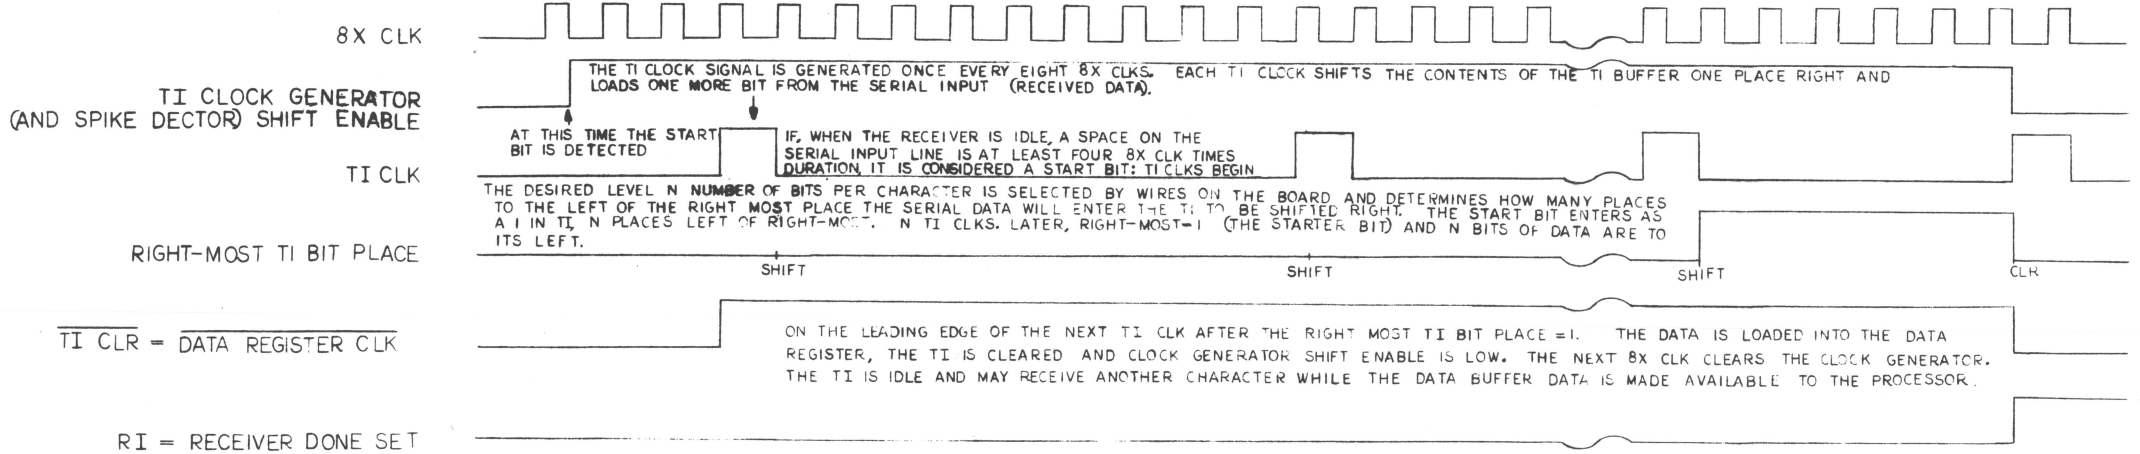 8X CLK
THE TI CLOCK SIGNAL IS GENERATED ONCE EVERY EIGHT 8X CLKS. EACH TI CLOCK SHIFTS THE CONTENTS OF THE TI BUFFER ONE PLACE RIGHT AND
LOADS ONE MORE BIT FROM THE SERIAL INPUT (RECEIVED DATA).
TI CLOCK GENERATOR
(AND SPIKE DECTOR) SHIFT ENABLE
AT THIS TIME THE START
BIT IS DETECTED
IF, WHEN THE RECEIVER IS IDLE, A SPACE ON THE
SERIAL INPUT LINE IS AT LEAST FOUR 8X CLK TIMES
DURATION, IT IS CONSIDERED A START BIT: TI CLKS BEGIN
TI CLK
THE DESIRED LEVEL N NUMBER OF BITS PER CHARACTER IS SELECTED BY WIRES ON THE BOARD AND DETERMINES HOW MANY PLACES
TO THE LEFT OF THE RIGHT MOST PLACE THE SERIAL DATA WILL ENTER THE TI TO BE SHIFTED RIGHT. THE START BIT ENTERS AS
A 1 IN TI, N PLACES LEFT OF RIGHT-MOST. N TI CLKS. LATER, RIGHT-MOST=1 (THE STARTER BIT) AND N BITS OF DATA ARE TO
ITS LEFT.
RIGHT-MOST TI BIT PLACE
SHIFT
SHIFT
SHIFT
CLR
TI CLR = DATA REGISTER CLK
ON THE LEADING EDGE OF THE NEXT TI CLK AFTER THE RIGHT MOST TI BIT PLACE =1. THE DATA IS LOADED INTO THE DATA
REGISTER, THE TI IS CLEARED AND CLOCK GENERATOR SHIFT ENABLE IS LOW. THE NEXT 8X CLK CLEARS THE CLOCK GENERATOR.
THE TI IS IDLE AND MAY RECEIVE ANOTHER CHARACTER WHILE THE DATA BUFFER DATA IS MADE AVAILABLE TO THE PROCESSOR.
RI = RECEIVER DONE SET